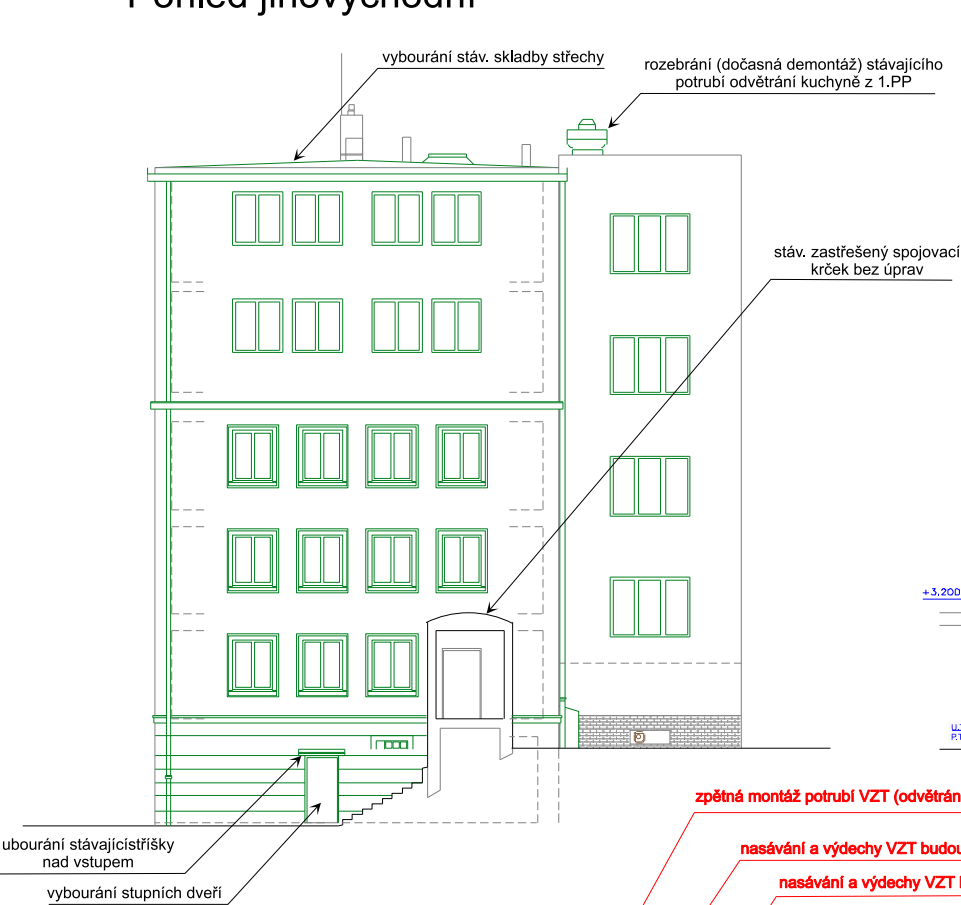 Pohled jihovýchodní
vybourání stáv. skladby střechy
rozebrání (dočasná demontáž) stávajícího
potrubí odvětrání kuchyně z 1.PP
stáv. zastřešený spojovací
krček bez úprav
+3,200
U.T
P.T
zpětná montáž potrubí VZT (odvětrán
nasávání a výdechy VZT budou
nasávání a výdechy VZT
ubourání stávajícístříšky
nad vstupem
vybourání stupních dveří